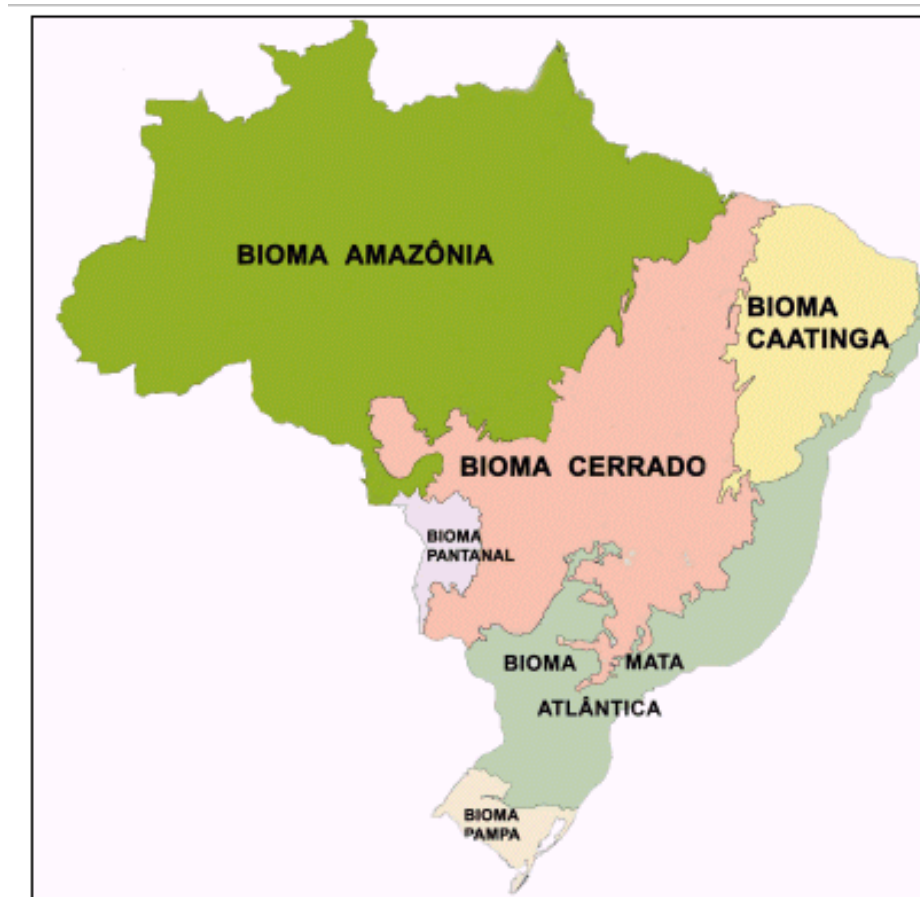 BIOMA AMAZÔNIA
BIOMA
CAATINGA
BIOMA CERRADO
BIOMA
PANTANAL
BIOMA MATA
ATLÂNTICA
BIOMA
PAMPA